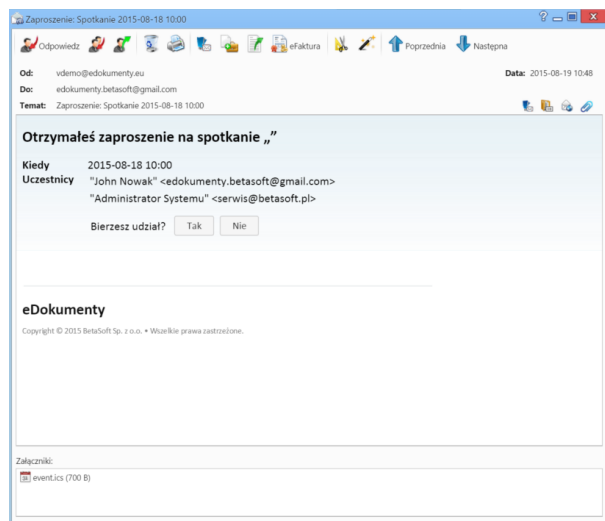 Zaproszenie: Spotkanie 2015-08-18 10:00
Odpowiedz eFaktura Poprzednia Następna
Od: vdemo@edokumenty.eu Data: 2015-08-19 10:48
Do: edokumenty.betasoft@gmail.com
Temat: Zaproszenie: Spotkanie 2015-08-18 10:00
Otrzymałeś zaproszenie na spotkanie „”
Kiedy 2015-08-18 10:00
Uczestnicy "John Nowak" <edokumenty.betasoft@gmail.com>
"Administrator Systemu" <serwis@betasoft.pl>
Bierzesz udział? Tak Nie
eDokumenty
Copyright © 2015 BetaSoft Sp. z o.o. • Wszelkie prawa zastrzeżone.
Załączniki:
event.ics (700 B)